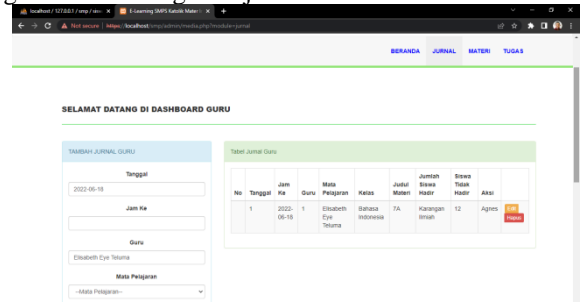 localhost / 127.0.0.1 / smp / sisw
E-Learning SMPS Katolik Mater
Not secure | https://localhost/smp/admin/media.php?module=jurnal
BERANDA JURNAL MATERI TUGAS
SELAMAT DATANG DI DASHBOARD GURU
TAMBAH JURNAL GURU
Tanggal
2022-06-18
Jam Ke
Guru
Elisabeth Eye Teluma
Mata Pelajaran
--Mata Pelajaran--
Tabel Jurnal Guru
No Tanggal Jam Ke Guru Mata Pelajaran Kelas Judul Materi Jumlah Siswa Hadir Siswa Tidak Hadir Aksi
1 2022-06-18 1 Elisabeth Eye Teluma Bahasa Indonesia 7A Karangan Ilmiah 12 Agnes Edit Hapus